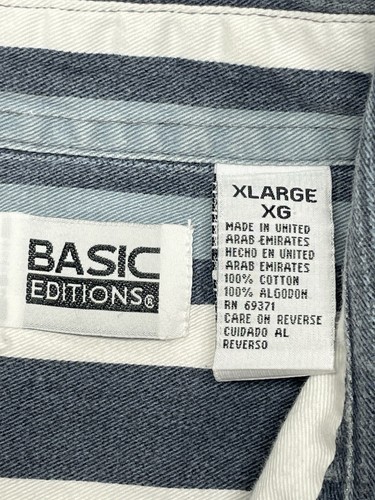 BASIC
EDITIONS®
XLARGE
XG
MADE IN UNITED
ARAB EMIRATES
HECHO EN UNITED
ARAB EMIRATES
100% COTTON
100% ALGODON
RN 69371
CARE ON REVERSE
CUIDADO AL
REVERSO